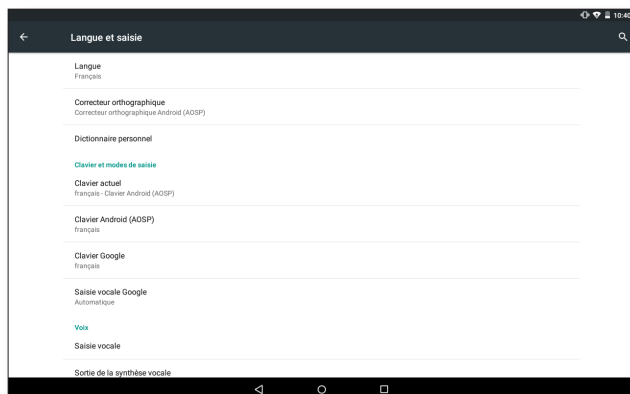 10:40
Langue et saisie
Langue
Français
Correcteur orthographique
Correcteur orthographique Android (AOSP)
Dictionnaire personnel
Clavier et modes de saisie
Clavier actuel
français - Clavier Android (AOSP)
Clavier Android (AOSP)
français
Clavier Google
français
Saisie vocale Google
Automatique
Voix
Saisie vocale
Sortie de la synthèse vocale